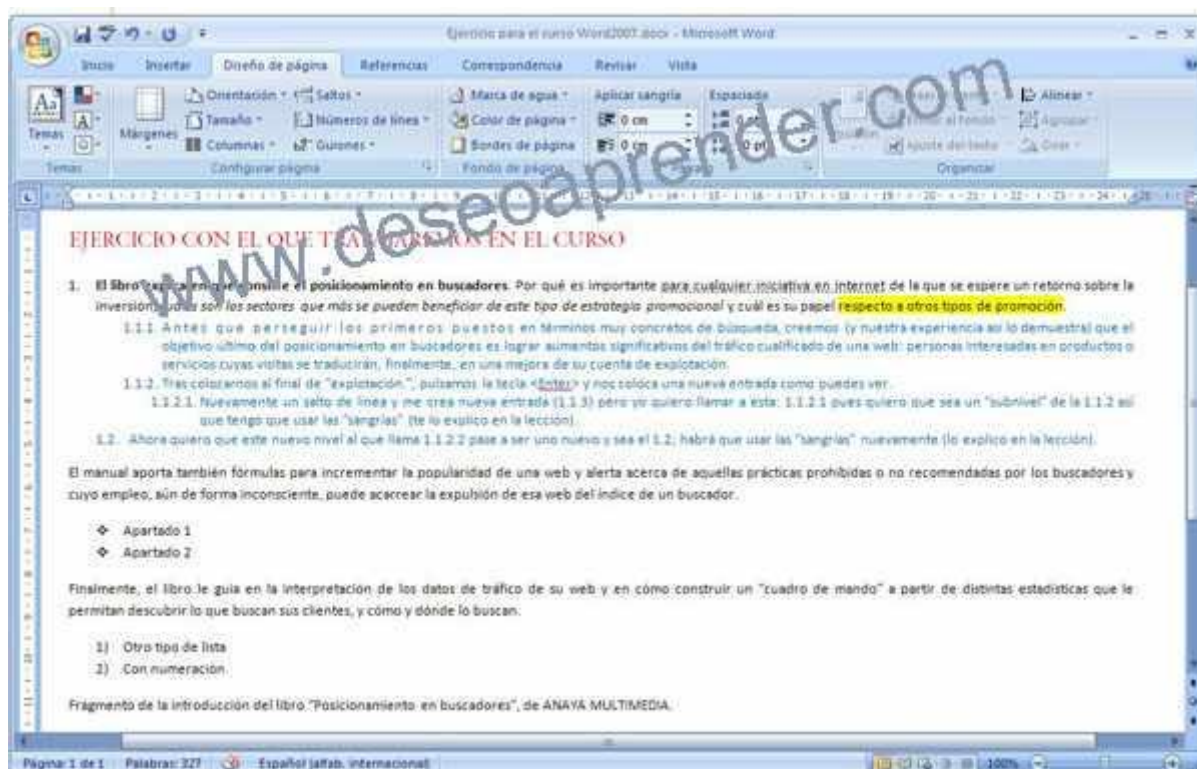 Ejercicio para el curso Word2007.docx - Microsoft Word
Inicio Insertar Diseño de página Referencias Correspondencia Revisar Vista
Orientación Saltos Marca de agua Aplicar sangría Espaciado Alinear
Temas Márgenes Tamaño Números de línea Color de página 0 cm Agrupar
Columnas Guiones Bordes de página 0 cm Ajuste del texto Girar
Temas Configurar página Fondo de página Organizar
www.deseoaprender.com
EJERCICIO CON EL QUE EN EL CURSO
1. El libro en el posicionamiento en buscadores. Por qué es importante para cualquier iniciativa en Internet de la que se espere un retorno sobre la
inversión, son los sectores que más se pueden beneficiar de este tipo de estrategia promocional y cuál es su papel respecto a otros tipos de promoción.
1.1.1 Antes que perseguir los primeros puestos en términos muy concretos de búsqueda, creemos (y nuestra experiencia así lo demuestra) que el
objetivo último del posicionamiento en buscadores es lograr aumentos significativos del tráfico cualificado de una web: personas interesadas en productos o
servicios cuyas visitas se traducirán, finalmente, en una mejora de su cuenta de explotación.
1.1.2. Tras colocarnos al final de "explotación.", pulsamos la tecla <Enter> y nos coloca una nueva entrada como puedes ver.
1.1.2.1. Nuevamente un salto de línea y me crea nueva entrada (1.1.3) pero yo quiero llamar a esta: 1.1.2.1 pues quiero que sea un "subnivel" de la 1.1.2 así
que tengo que usar las "sangrías" (te lo explico en la lección).
1.2. Ahora quiero que este nuevo nivel al que llama 1.1.2.2 pase a ser uno nuevo y sea el 1.2; habrá que usar las "sangrías" nuevamente (lo explico en la lección).
El manual aporta también fórmulas para incrementar la popularidad de una web y alerta acerca de aquellas prácticas prohibidas o no recomendadas por los buscadores y
cuyo empleo, aún de forma inconsciente, puede acarrear la expulsión de esa web del índice de un buscador.
❖ Apartado 1
❖ Apartado 2
Finalmente, el libro le guía en la interpretación de los datos de tráfico de su web y en cómo construir un "cuadro de mando" a partir de distintas estadísticas que le
permitan descubrir lo que buscan sus clientes, y cómo y dónde lo buscan.
1) Otro tipo de lista
2) Con numeración
Fragmento de la introducción del libro "Posicionamiento en buscadores", de ANAYA MULTIMEDIA.
Página: 1 de 1 Palabras: 327 Español (alfab. internacional) 100%